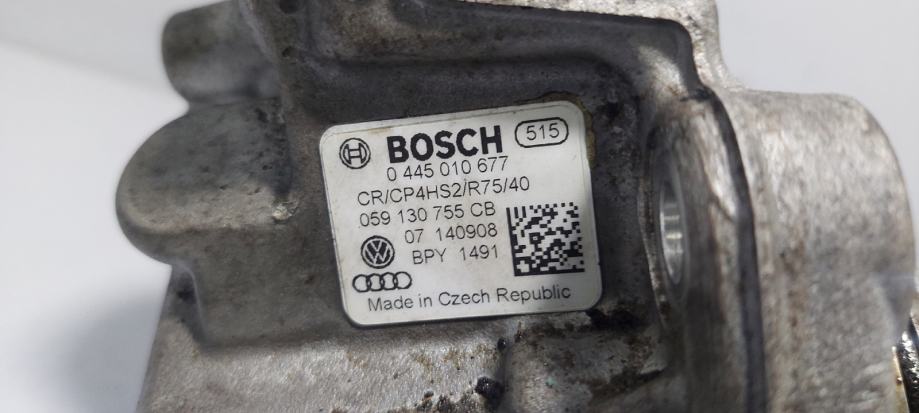 BOSCH 515
0 445 010 677
CR/CP4HS2/R75/40
059 130 755 CB
07 140908
BPY 1491
Made in Czech Republic